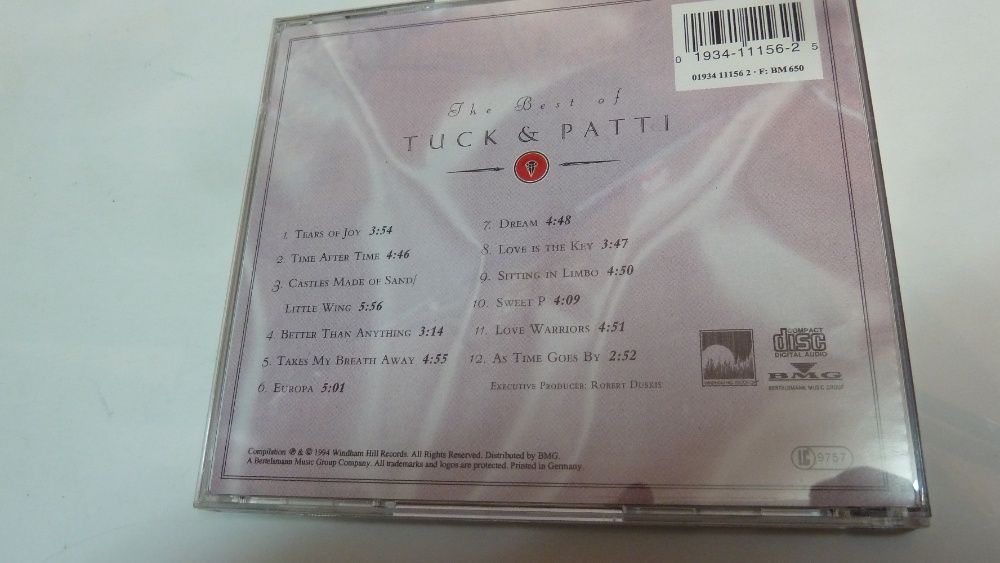 0 1934-11156-2 5
01934 11156 2 · F: BM 650
The Best of
TUCK & PATTI
1. TEARS OF JOY 3:54
2. TIME AFTER TIME 4:46
3. CASTLES MADE OF SAND/
LITTLE WING 5:56
4. BETTER THAN ANYTHING 3:14
5. TAKES MY BREATH AWAY 4:55
6. EUROPA 5:01
7. DREAM 4:48
8. LOVE IS THE KEY 3:47
9. SITTING IN LIMBO 4:50
10. SWEET P 4:09
11. LOVE WARRIORS 4:51
12. AS TIME GOES BY 2:52
EXECUTIVE PRODUCER: ROBERT DUSKIS
COMPACT
disc
DIGITAL AUDIO
BMG
BERTELSMANN MUSIC GROUP
Compilation ℗ & © 1994 Windham Hill Records. All Rights Reserved. Distributed by BMG.
A Bertelsmann Music Group Company. All trademarks and logos are protected. Printed in Germany.
LC 9757